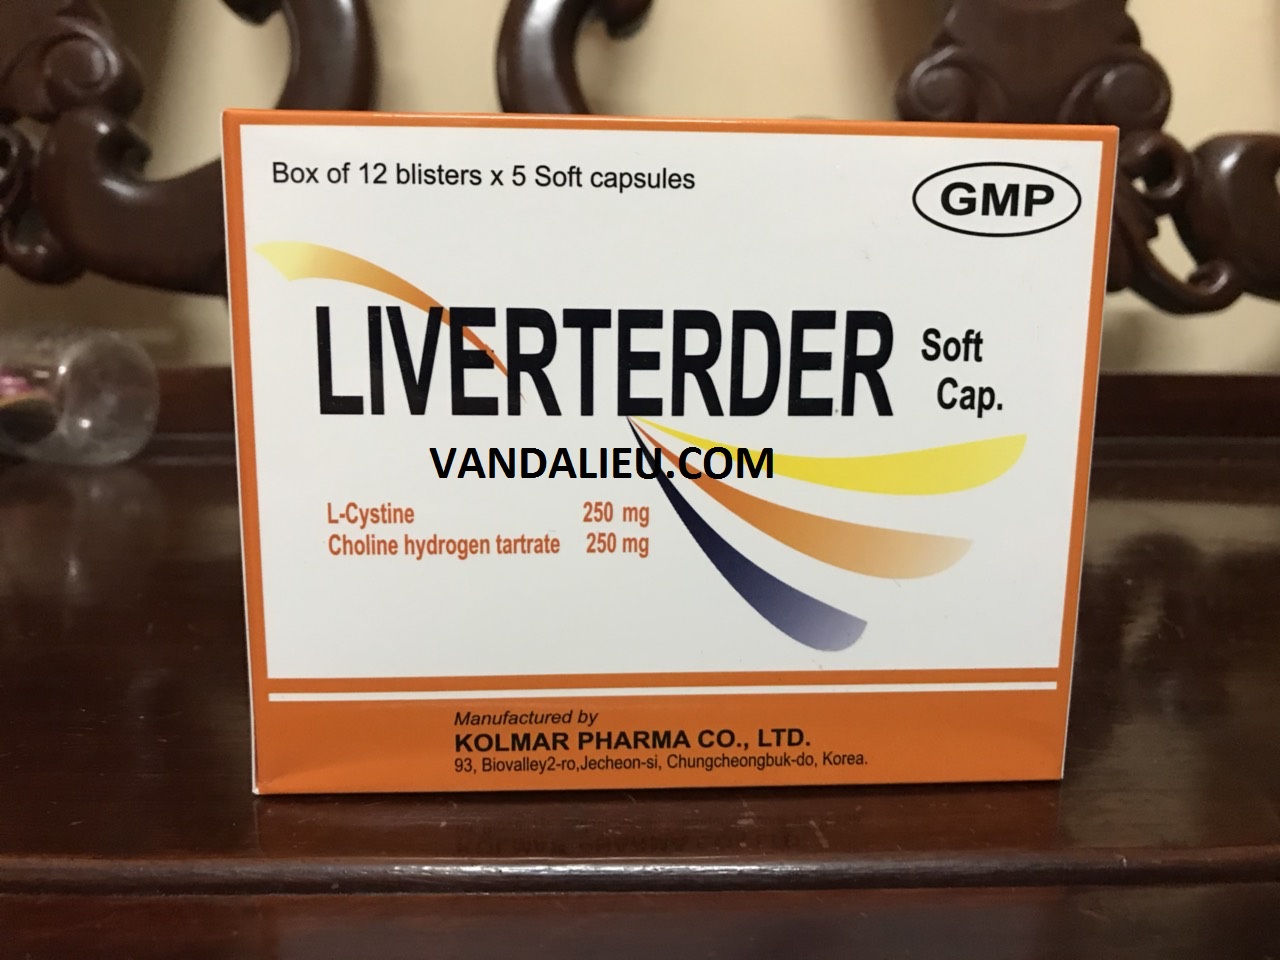 Box of 12 blisters x 5 Soft capsules
GMP
LIVERTERDER Soft
Cap.
VANDALIEU.COM
L-Cystine 250 mg
Choline hydrogen tartrate 250 mg
Manufactured by
KOLMAR PHARMA CO., LTD.
93, Biovalley2-ro,Jecheon-si, Chungcheongbuk-do, Korea.